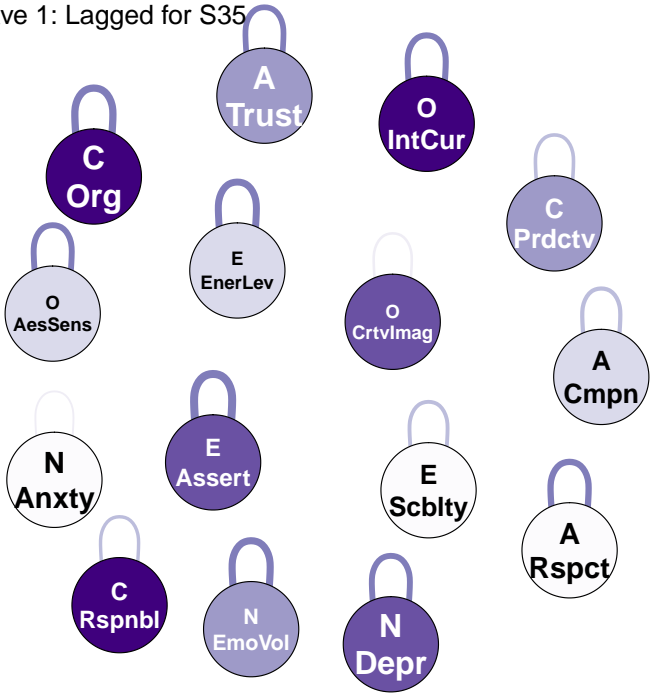 ve 1: Lagged for S35
A
Trust
O
IntCur
C
Org
C
Prdctv
E
EnerLev
O
AesSens
O
CrtvImag
A
Cmpn
E
Assert
N
Anxty
E
Scblty
A
Rspct
C
Rspnbl
N
EmoVol
N
Depr